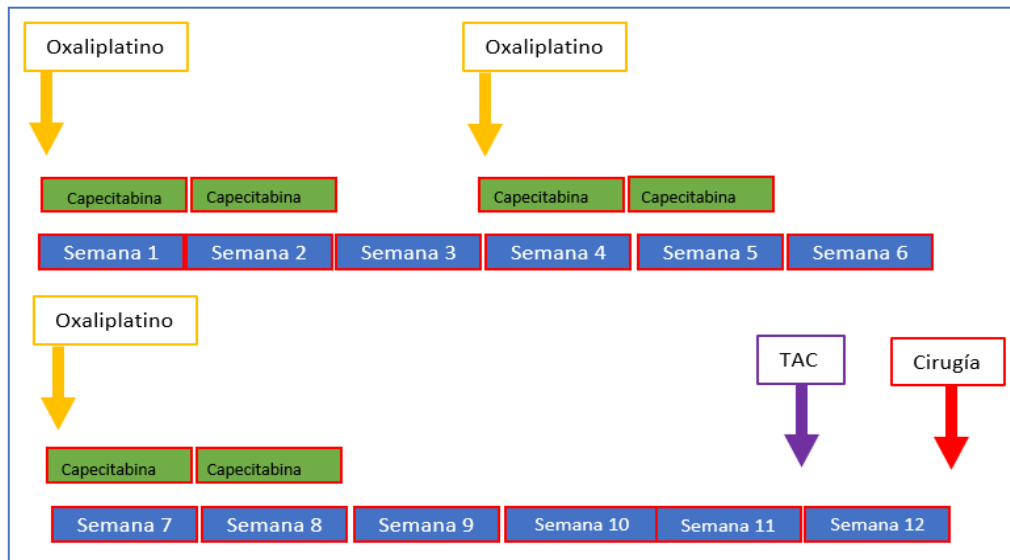 Oxaliplatino
Oxaliplatino
Capecitabina
Capecitabina
Capecitabina
Capecitabina
Semana 1
Semana 2
Semana 3
Semana 4
Semana 5
Semana 6
Oxaliplatino
TAC
Cirugía
Capecitabina
Capecitabina
Semana 7
Semana 8
Semana 9
Semana 10
Semana 11
Semana 12